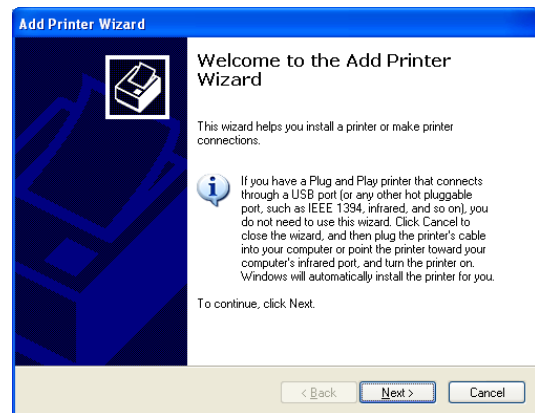 Add Printer Wizard
Welcome to the Add Printer
Wizard
This wizard helps you install a printer or make printer
connections.
If you have a Plug and Play printer that connects
through a USB port (or any other hot pluggable
port, such as IEEE 1394, infrared, and so on), you
do not need to use this wizard. Click Cancel to
close the wizard, and then plug the printer's cable
into your computer or point the printer toward your
computer's infrared port, and turn the printer on.
Windows will automatically install the printer for you.
To continue, click Next.
< Back Next > Cancel